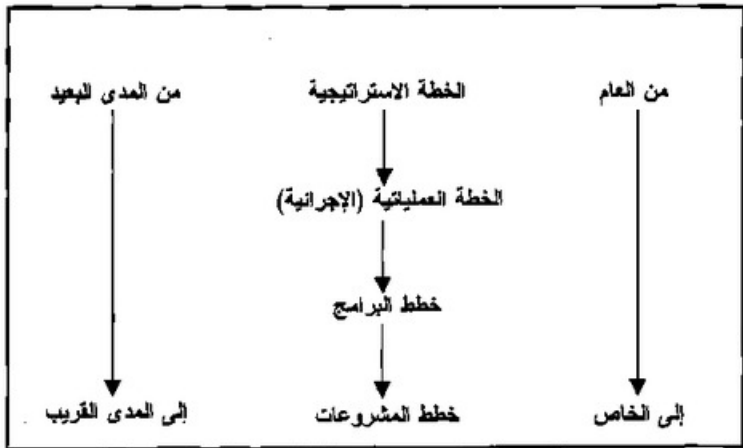 من العام
الخطة الاستراتيجية
من المدى البعيد
الخطة العملياتية (الإجرائية)
خطط البرامج
إلى الخاص
خطط المشروعات
إلى المدى القريب